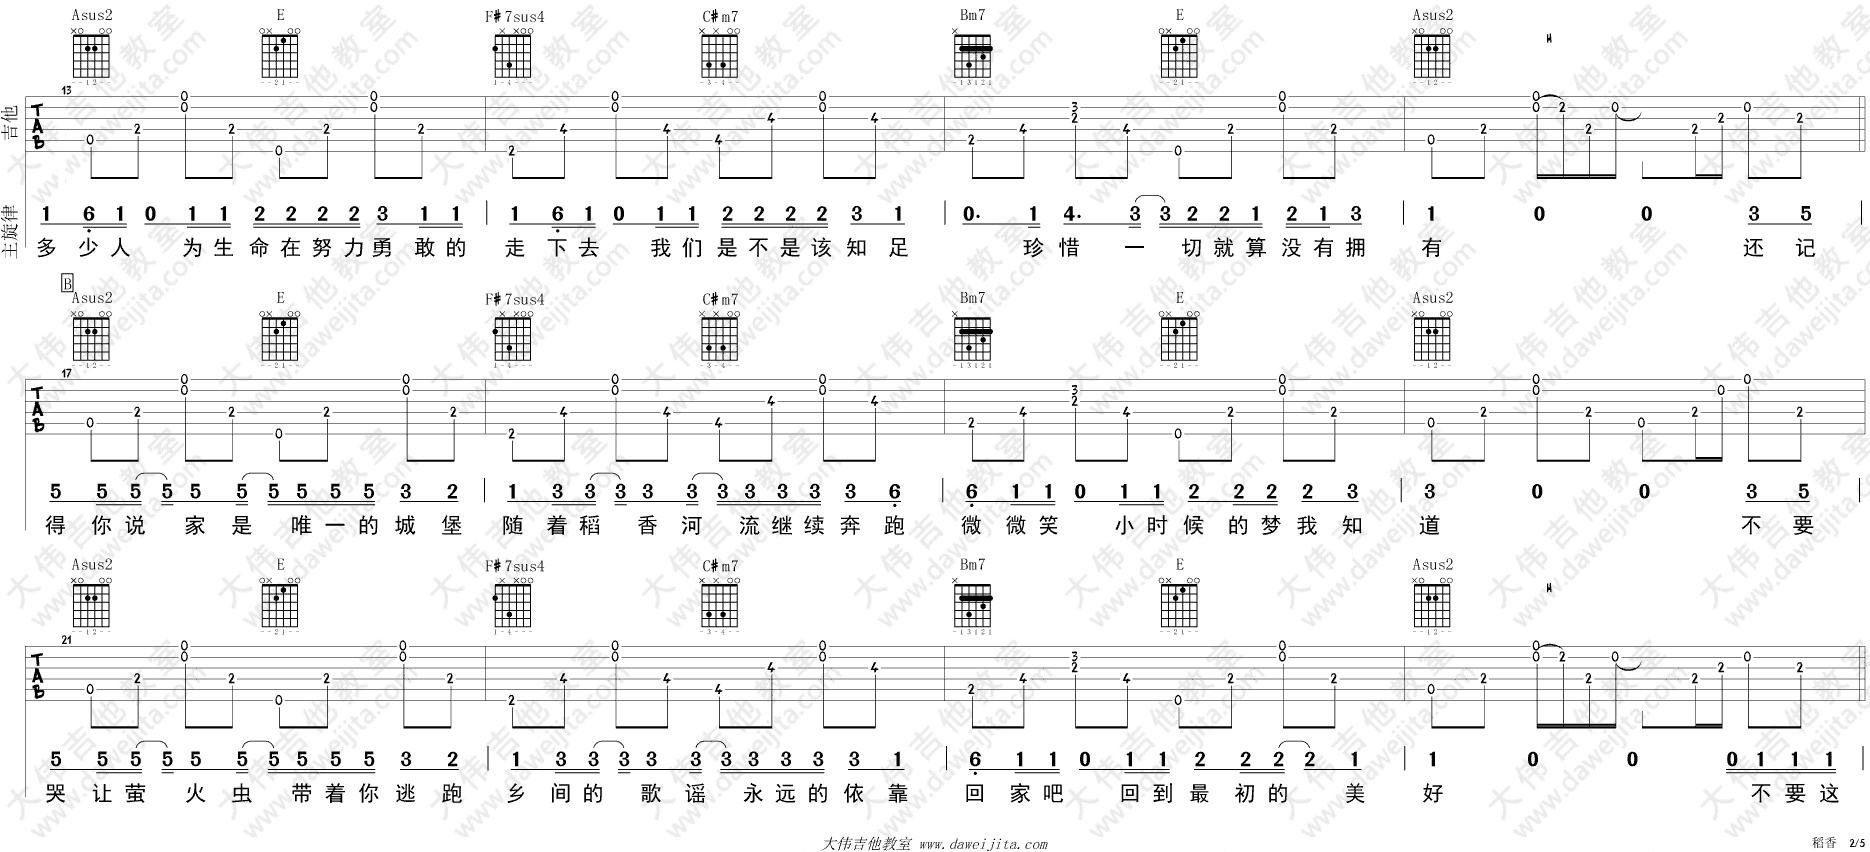 Asus2 E F#7sus4 C#m7 Bm7 E Asus2 H
13
吉他 TAB
主旋律 1 6 1 0 1 1 2 2 2 2 3 1 1 | 1 6 1 0 1 1 2 2 2 2 3 1 | 0. 1 4. 3 3 2 2 1 2 1 3 | 1 0 0 3 5 |
多少人 为生命在努力勇敢的 走下去 我们是不是该知足 珍惜一切就算没有拥有 还记
B
Asus2 E F#7sus4 C#m7 Bm7 E Asus2
17
TAB
5 5 5 5 5 5 5 5 5 5 3 2 | 1 3 3 3 3 3 3 3 3 3 3 6 | 6 1 1 0 1 1 2 2 2 2 3 | 3 0 0 3 5 |
得你说 家是 唯一的城堡 随着稻 香河 流继续奔跑 微微笑 小时候的梦我知道 不要
Asus2 E F#7sus4 C#m7 Bm7 E Asus2 H
21
TAB
5 5 5 5 5 5 5 5 5 5 3 2 | 1 3 3 3 3 3 3 3 3 3 3 1 | 6 1 1 0 1 1 2 2 2 2 1 | 1 0 0 0 1 1 1 |
哭让萤 火虫 带着你逃跑 乡间的 歌谣 永远的依靠 回家吧 回到最初的 美好 不要这
大伟吉他教室 www.daweijita.com
稻香 2/5